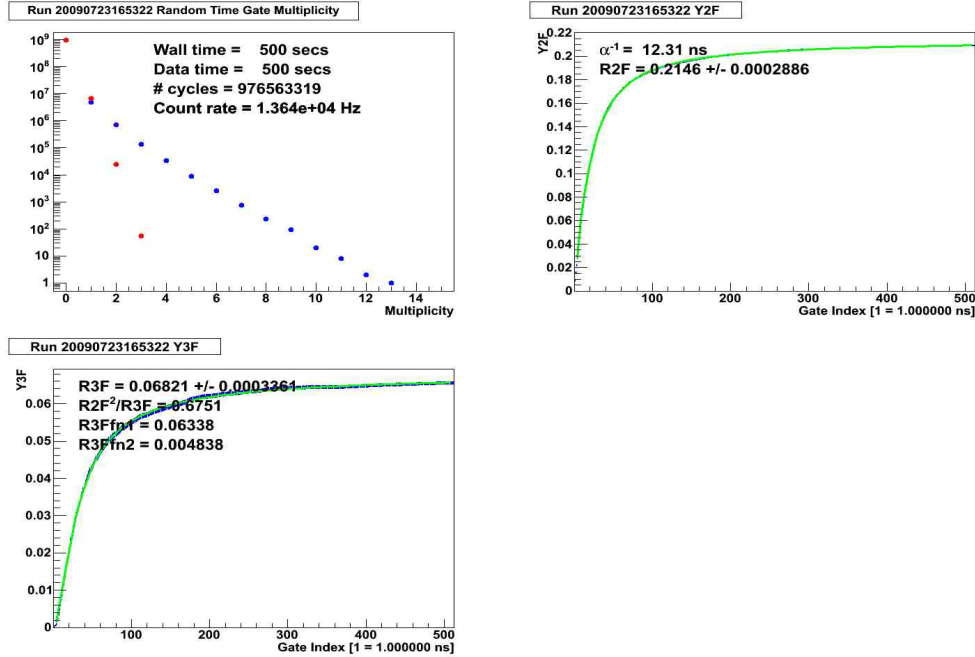 Run 20090723165322 Random Time Gate Multiplicity
Wall time = 500 secs
Data time = 500 secs
# cycles = 976563319
Count rate = 1.364e+04 Hz
10⁹
10⁸
10⁷
10⁶
10⁵
10⁴
10³
10²
10
1
0 2 4 6 8 10 12 14
Multiplicity
Run 20090723165322 Y2F
Y2F
α⁻¹ = 12.31 ns
R2F = 0.2146 +/- 0.0002886
0.22
0.2
0.18
0.16
0.14
0.12
0.1
0.08
0.06
0.04
0.02
0
100 200 300 400 500
Gate Index [1 = 1.000000 ns]
Run 20090723165322 Y3F
Y3F
R3F = 0.06821 +/- 0.0003361
R2F²/R3F = 0.6751
R3Ffn1 = 0.06338
R3Ffn2 = 0.004838
0.06
0.05
0.04
0.03
0.02
0.01
0
100 200 300 400 500
Gate Index [1 = 1.000000 ns]